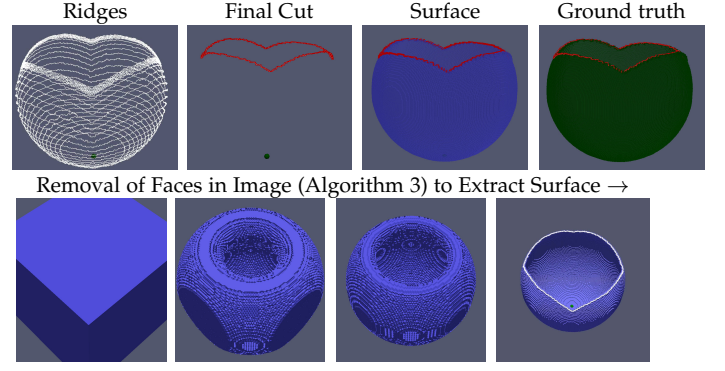 Ridges Final Cut Surface Ground truth
Removal of Faces in Image (Algorithm 3) to Extract Surface →